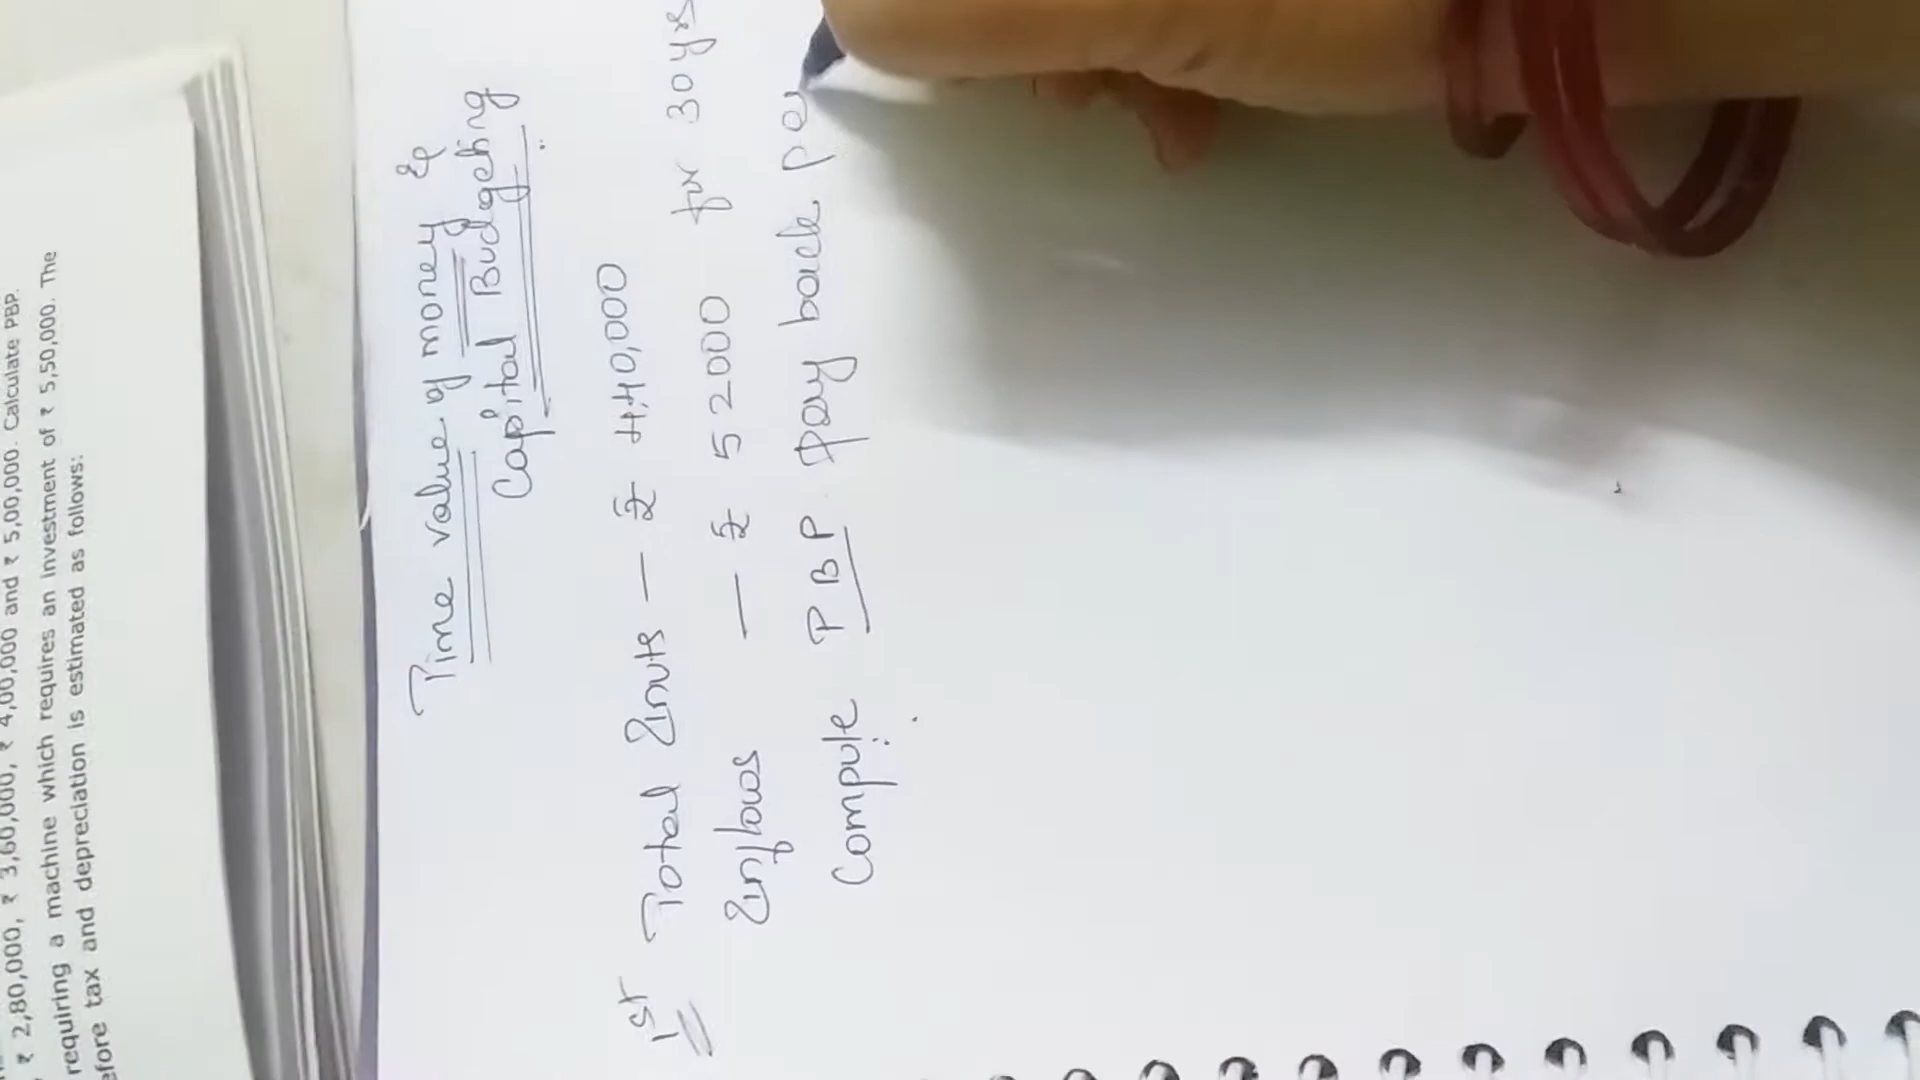 , ₹ 2,80,000, ₹ 3,60,000, ₹ 4,00,000 and ₹ 5,00,000. Calculate PBP.
requiring a machine which requires an investment of ₹ 5,50,000. The
efore tax and depreciation is estimated as follows:
Time value of money &
Capital Budgeting
1st Total Invts - ₹ 4,40,000
Inflows - ₹ 52000 for 30 yrs
Compute PBP. Pay back pe